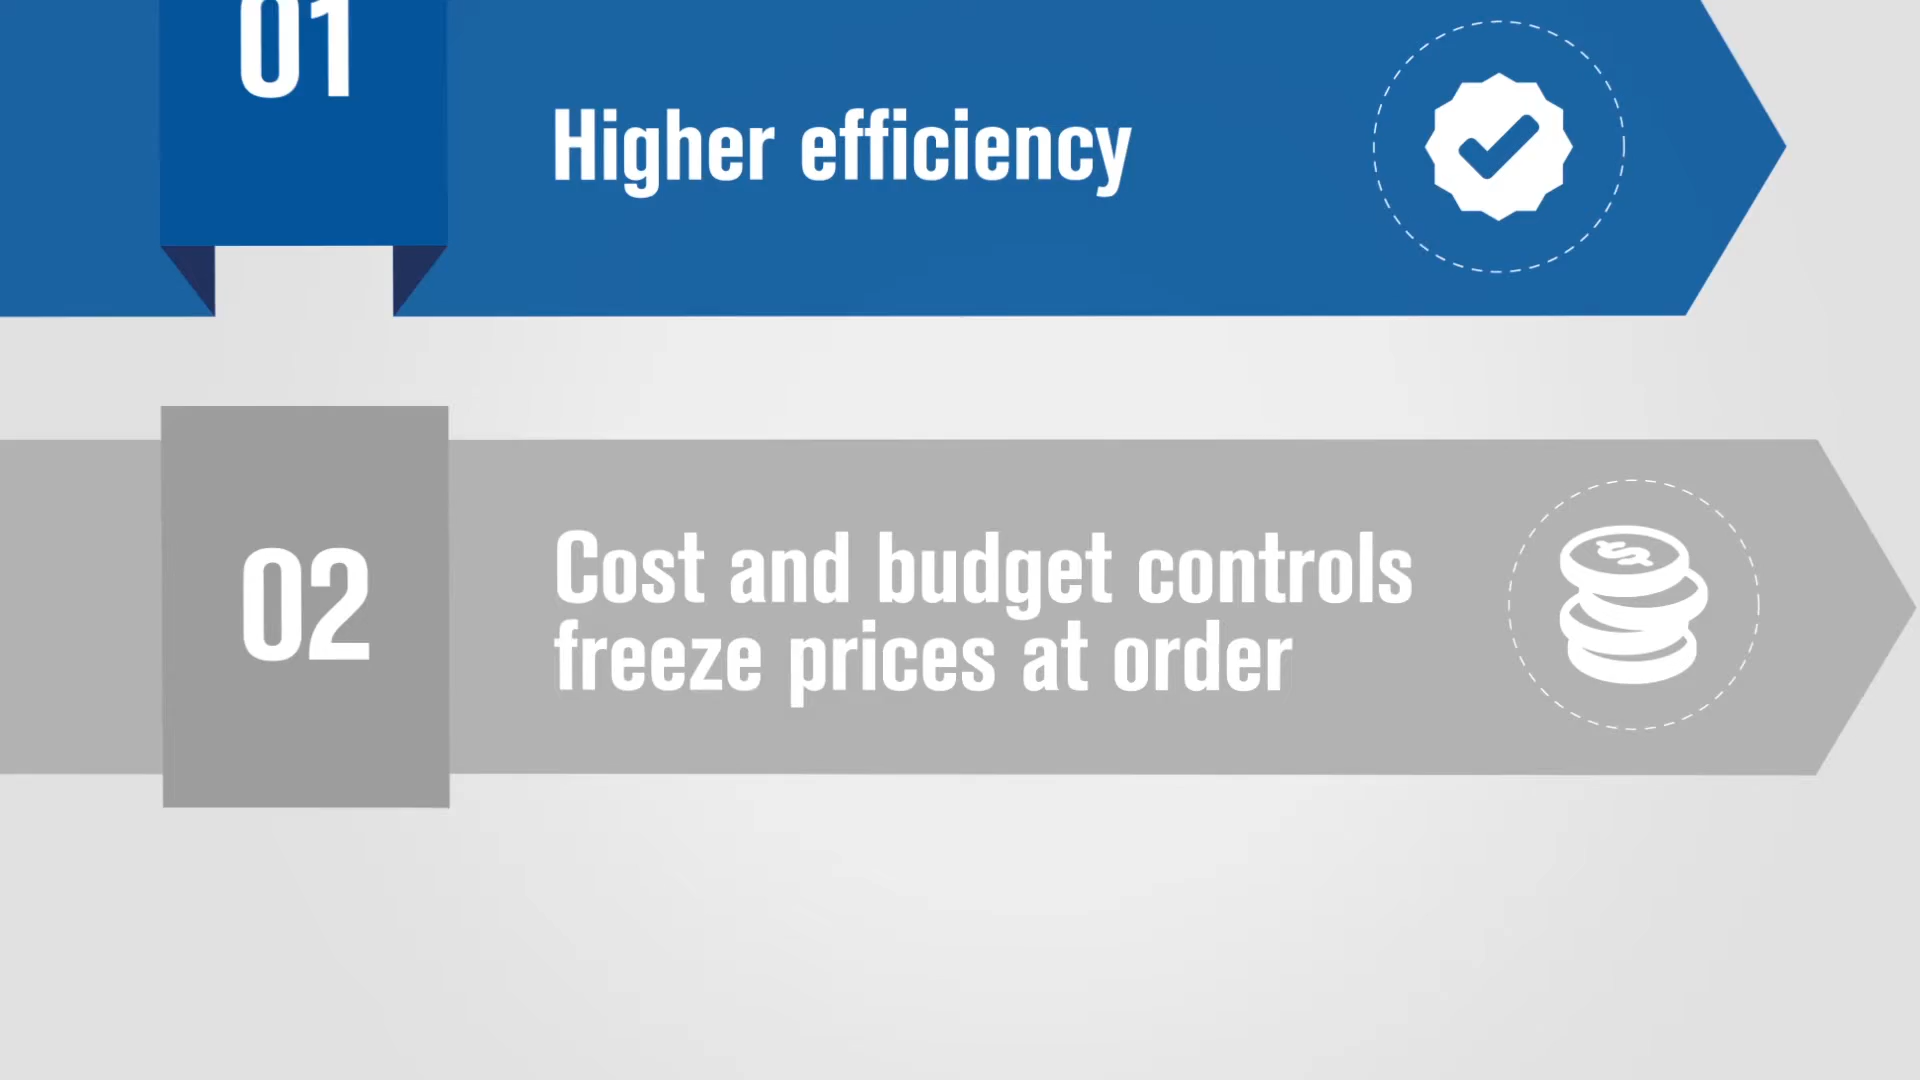 01
Higher efficiency
02
Cost and budget controls
freeze prices at order